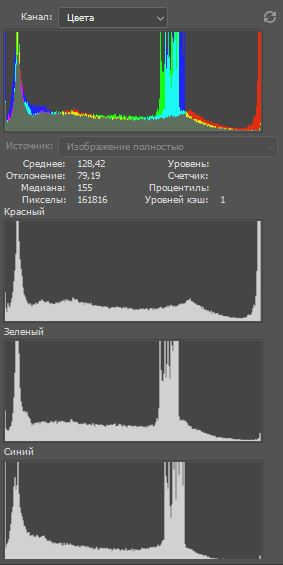 Канал: Цвета
Источник: Изображение полностью
Среднее: 128,42 Уровень:
Отклонение: 79,19 Счетчик:
Медиана: 155 Процентиль:
Пикселы: 161816 Уровней кэш: 1
Красный
Зеленый
Синий